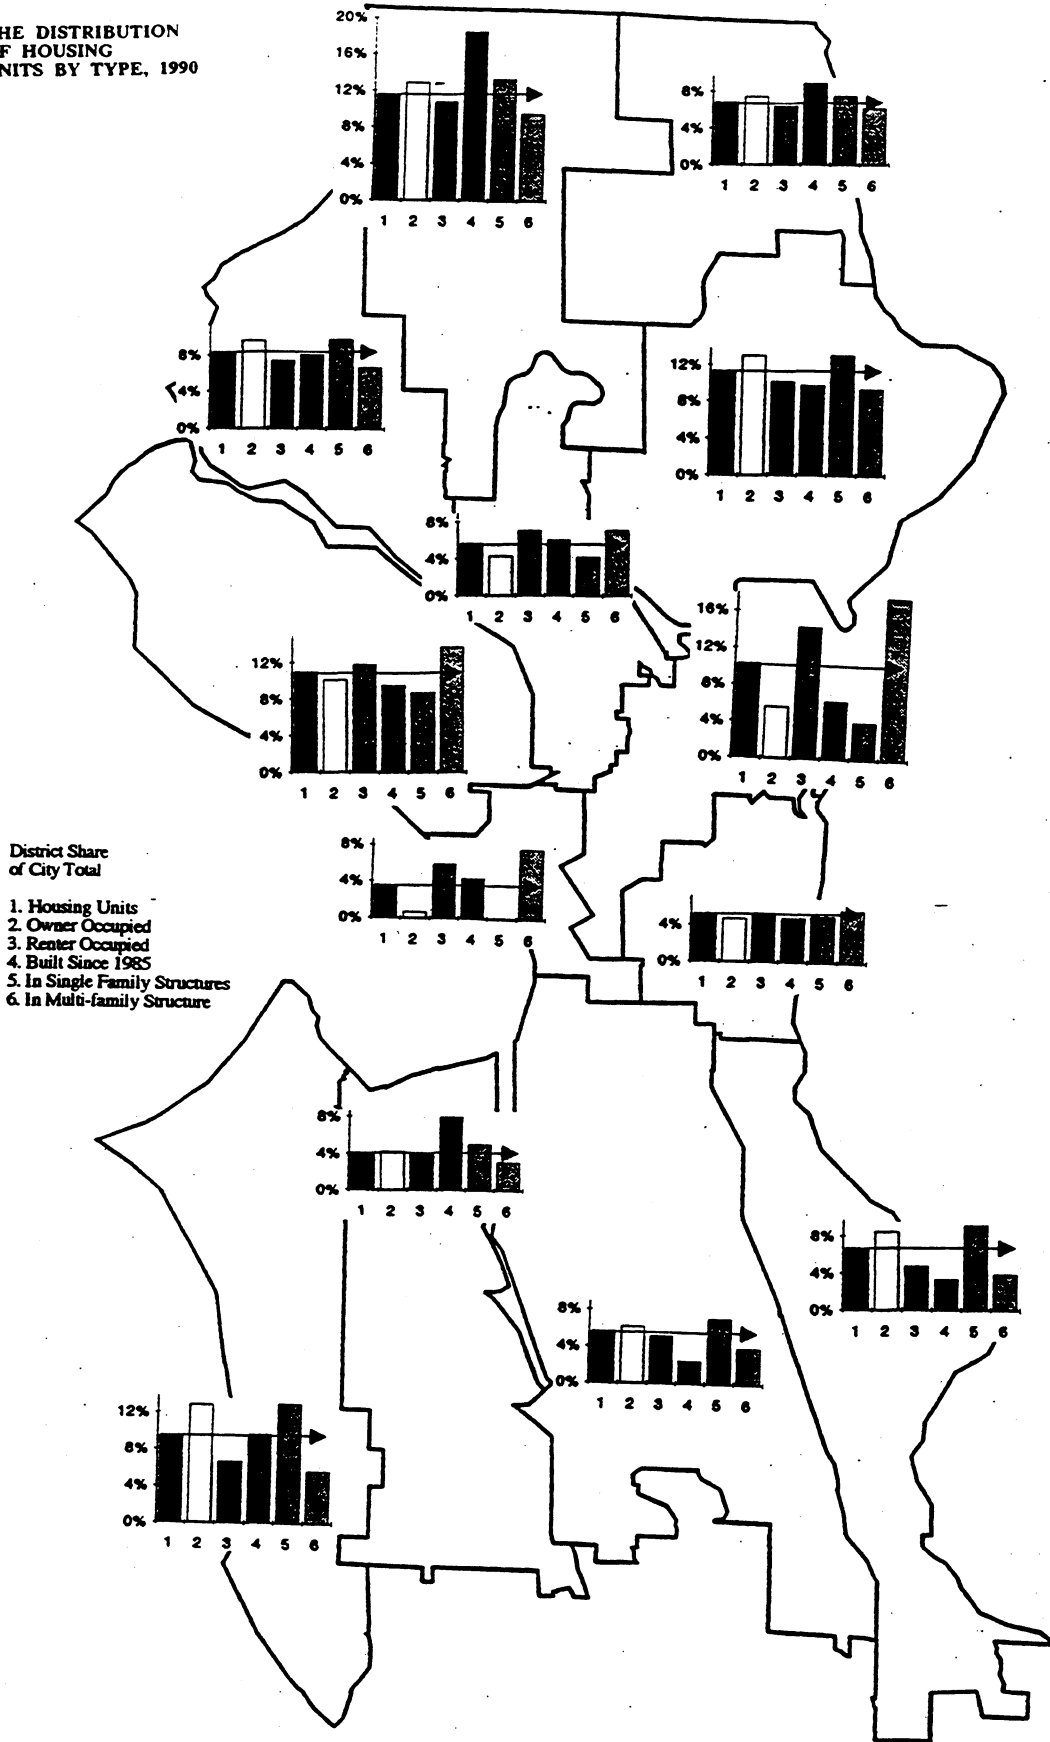 HE DISTRIBUTION
F HOUSING
NITS BY TYPE, 1990
20%
16%
12%
8%
4%
0%
1 2 3 4 5 6
8%
4%
0%
1 2 3 4 5 6
8%
4%
0%
1 2 3 4 5 6
12%
8%
4%
0%
1 2 3 4 5 6
8%
4%
0%
1 2 3 4 5 6
16%
12%
8%
4%
0%
1 2 3 4 5 6
12%
8%
4%
0%
1 2 3 4 5 6
8%
4%
0%
1 2 3 4 5 6
District Share
of City Total
1. Housing Units
2. Owner Occupied
3. Renter Occupied
4. Built Since 1985
5. In Single Family Structures
6. In Multi-family Structure
4%
0%
1 2 3 4 5 6
8%
4%
0%
1 2 3 4 5 6
8%
4%
0%
1 2 3 4 5 6
8%
4%
0%
1 2 3 4 5 6
12%
8%
4%
0%
1 2 3 4 5 6